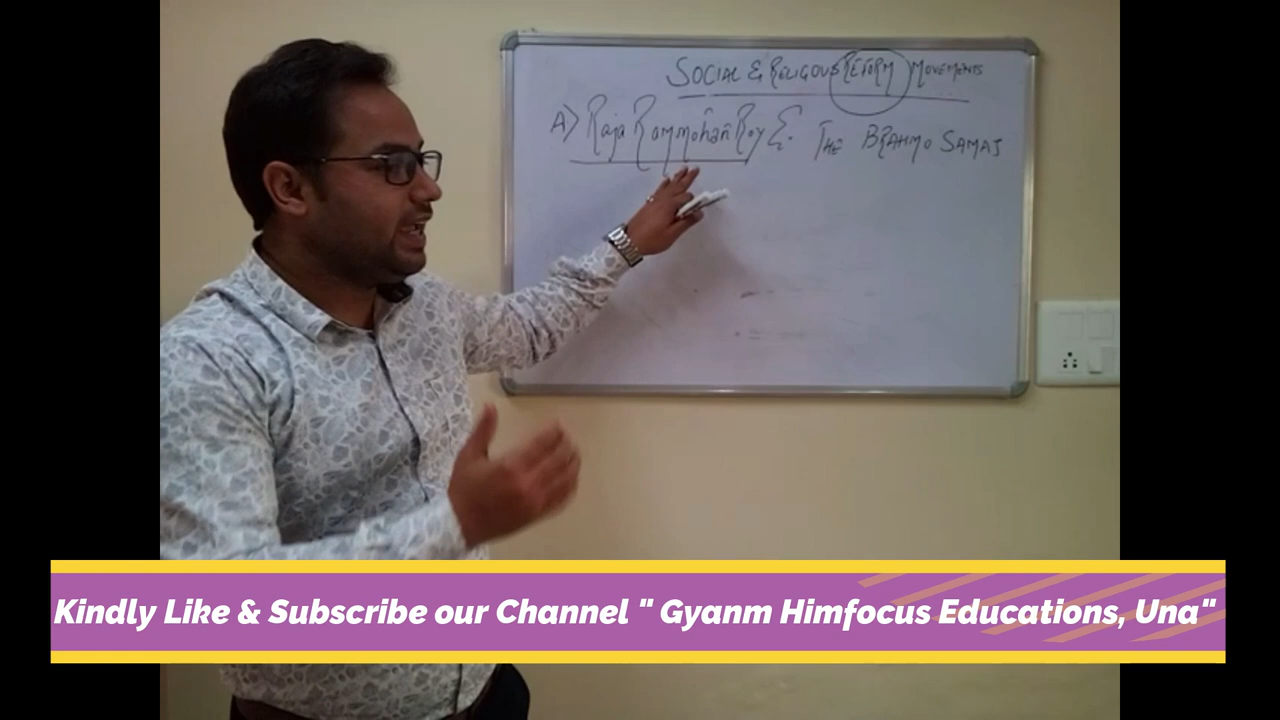 SOCIAL & RELIGOUS REFORM MOVEMENTS
A) Raja Rammohan Roy & THE BRAHMO SAMAJ
Kindly Like & Subscribe our Channel " Gyanm Himfocus Educations, Una"